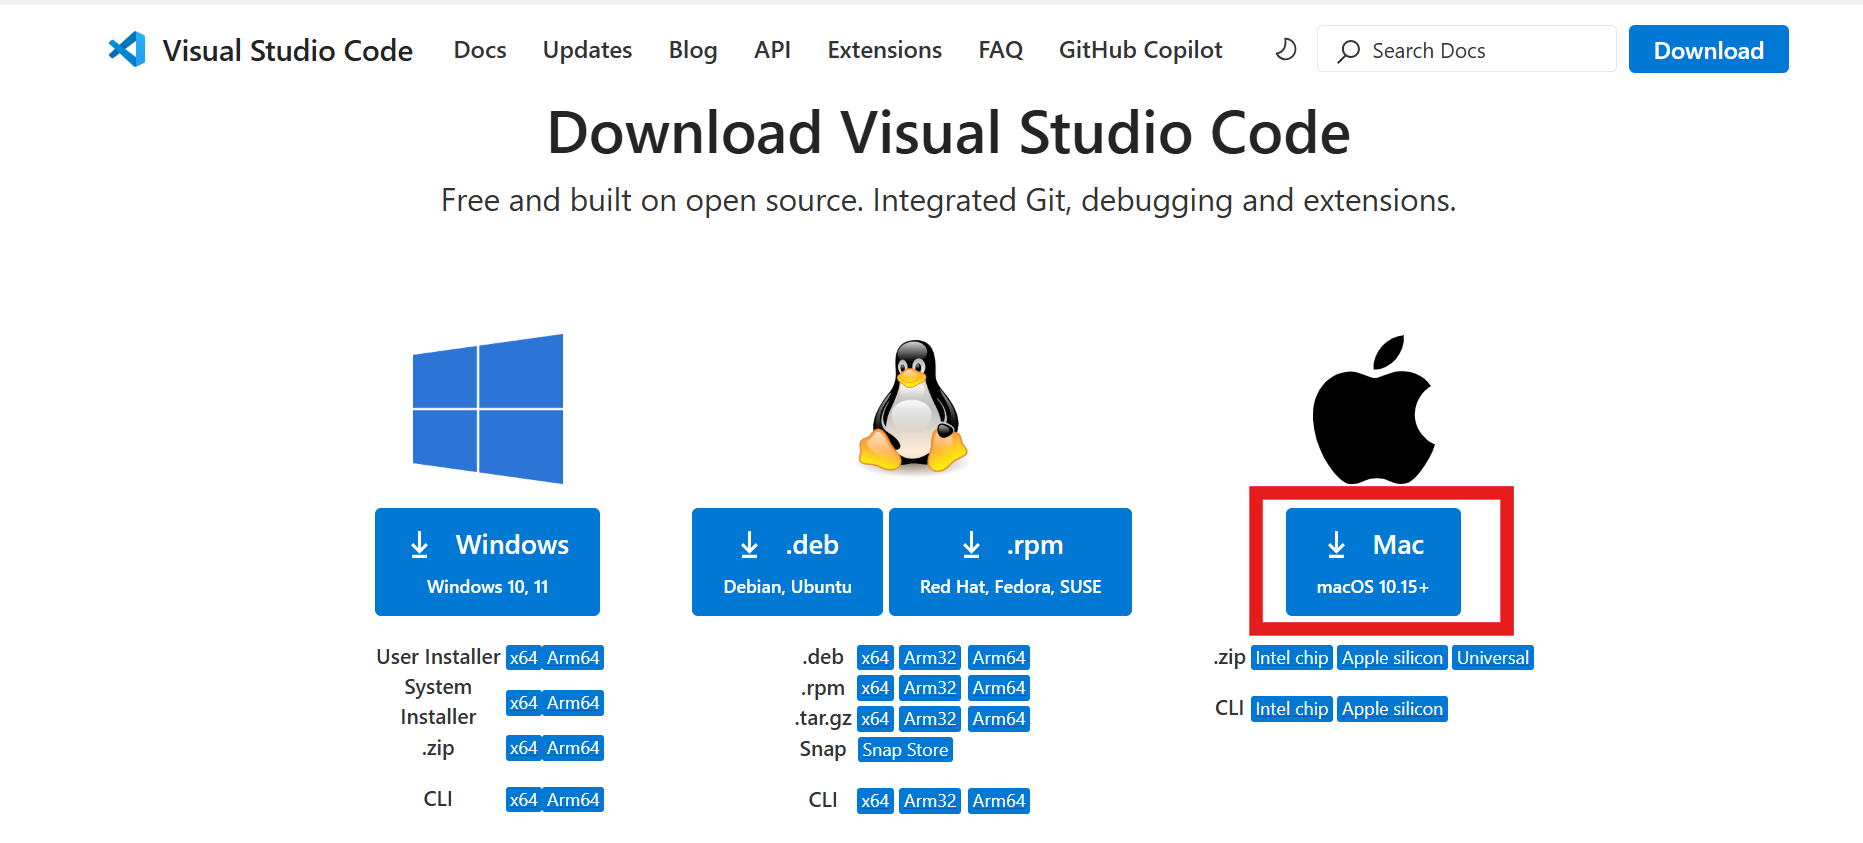 Visual Studio Code Docs Updates Blog API Extensions FAQ GitHub Copilot Search Docs Download
Download Visual Studio Code
Free and built on open source. Integrated Git, debugging and extensions.
Windows
Windows 10, 11
User Installer x64 Arm64
System
Installer x64 Arm64
.zip x64 Arm64
CLI x64 Arm64
.deb
Debian, Ubuntu
.rpm
Red Hat, Fedora, SUSE
.deb x64 Arm32 Arm64
.rpm x64 Arm32 Arm64
.tar.gz x64 Arm32 Arm64
Snap Snap Store
CLI x64 Arm32 Arm64
Mac
macOS 10.15+
.zip Intel chip Apple silicon Universal
CLI Intel chip Apple silicon